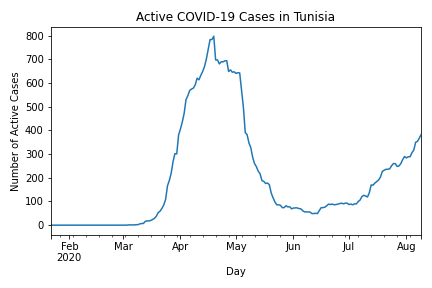 Active COVID-19 Cases in Tunisia
Number of Active Cases
800
700
600
500
400
300
200
100
0
Feb Mar Apr May Jun Jul Aug
2020
Day